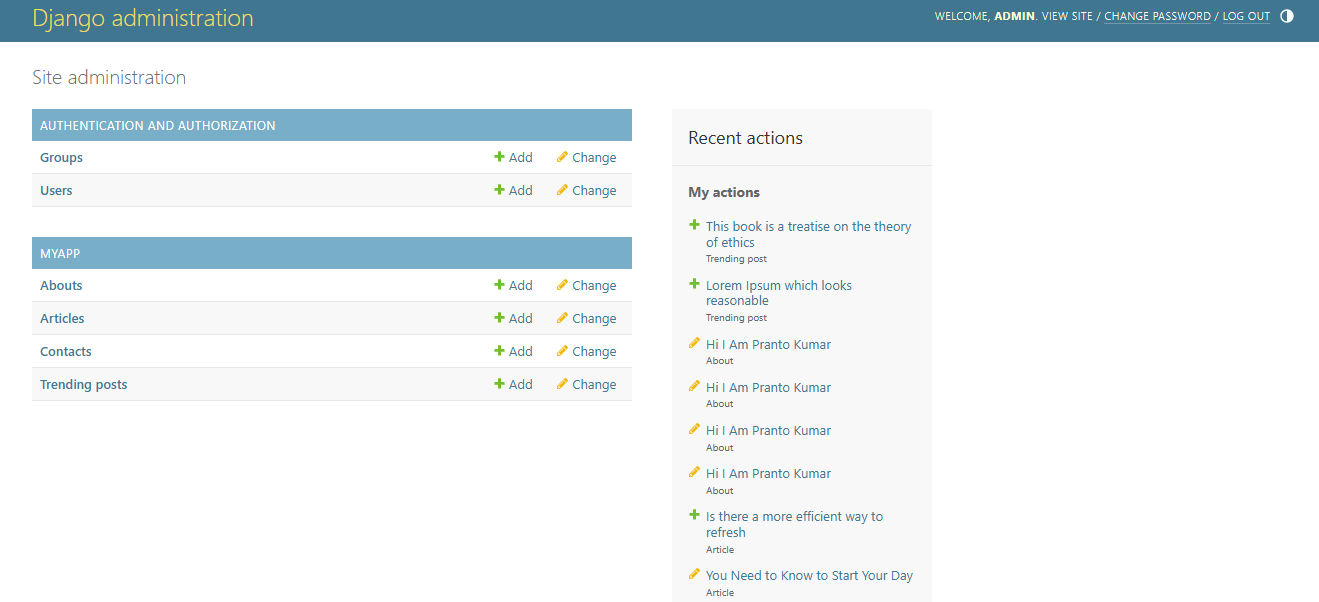 Django administration
WELCOME, ADMIN. VIEW SITE / CHANGE PASSWORD / LOG OUT
Site administration
AUTHENTICATION AND AUTHORIZATION
Groups Add Change
Users Add Change
MYAPP
Abouts Add Change
Articles Add Change
Contacts Add Change
Trending posts Add Change
Recent actions
My actions
This book is a treatise on the theory
of ethics
Trending post
Lorem Ipsum which looks
reasonable
Trending post
Hi I Am Pranto Kumar
About
Hi I Am Pranto Kumar
About
Hi I Am Pranto Kumar
About
Hi I Am Pranto Kumar
About
Is there a more efficient way to
refresh
Article
You Need to Know to Start Your Day
Article